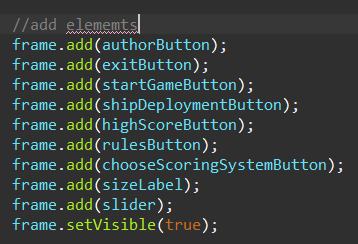 //add elememts
frame.add(authorButton);
frame.add(exitButton);
frame.add(startGameButton);
frame.add(shipDeploymentButton);
frame.add(highScoreButton);
frame.add(rulesButton);
frame.add(chooseScoringSystemButton);
frame.add(sizeLabel);
frame.add(slider);
frame.setVisible(true);